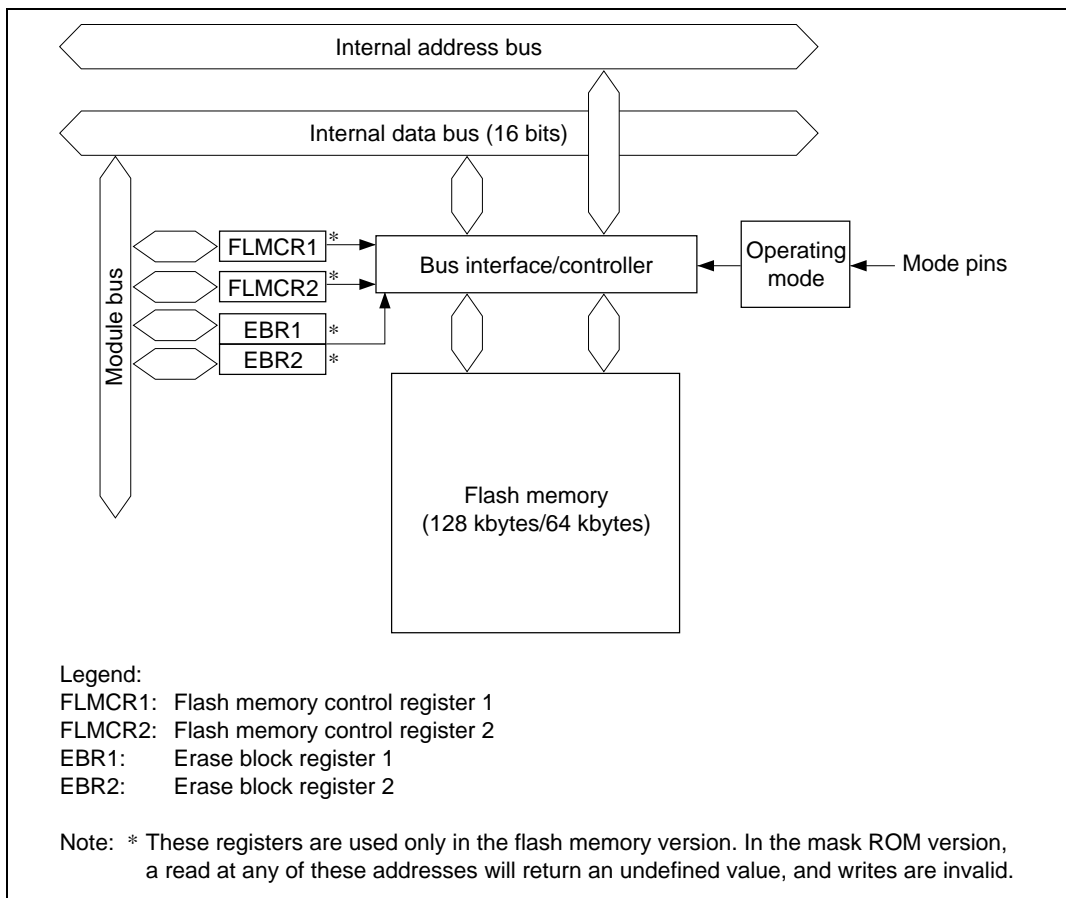 Internal address bus
Internal data bus (16 bits)
Module bus
FLMCR1 *
FLMCR2 *
EBR1 *
EBR2 *
Bus interface/controller
Operating
mode
Mode pins
Flash memory
(128 kbytes/64 kbytes)
Legend:
FLMCR1: Flash memory control register 1
FLMCR2: Flash memory control register 2
EBR1: Erase block register 1
EBR2: Erase block register 2
Note: * These registers are used only in the flash memory version. In the mask ROM version,
a read at any of these addresses will return an undefined value, and writes are invalid.